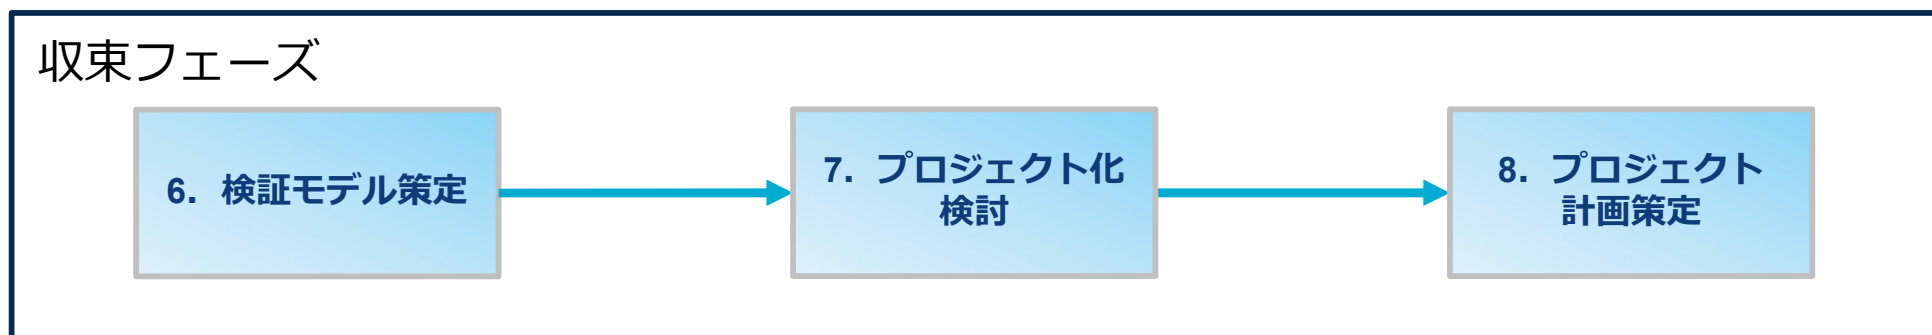 収束フェーズ
6. 検証モデル策定
7. プロジェクト化
検討
8. プロジェクト
計画策定